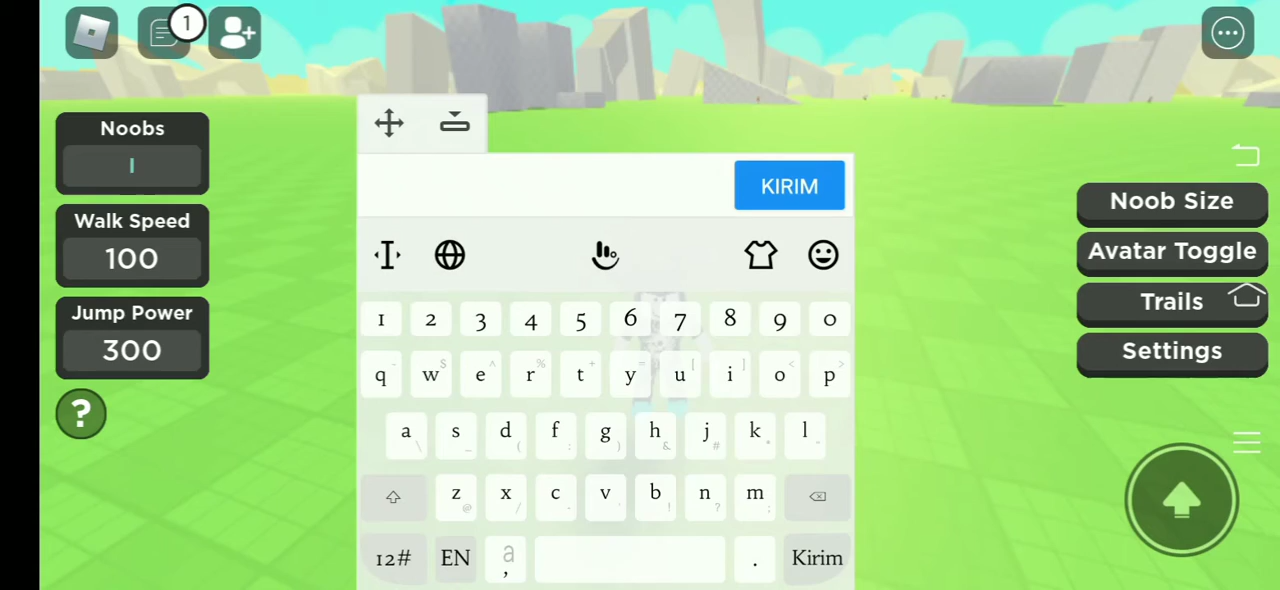 1
Noobs
Walk Speed
100
Jump Power
300
?
KIRIM
1 2 3 4 5 6 7 8 9 0
q - w $ e ^ r % t + y = u [ i ] o < p >
a \ s _ d ( f : g ) h & j # k * l "
z @ x / c - v ' b ! n ? m ;
12# EN a , . Kirim
Noob Size
Avatar Toggle
Trails
Settings